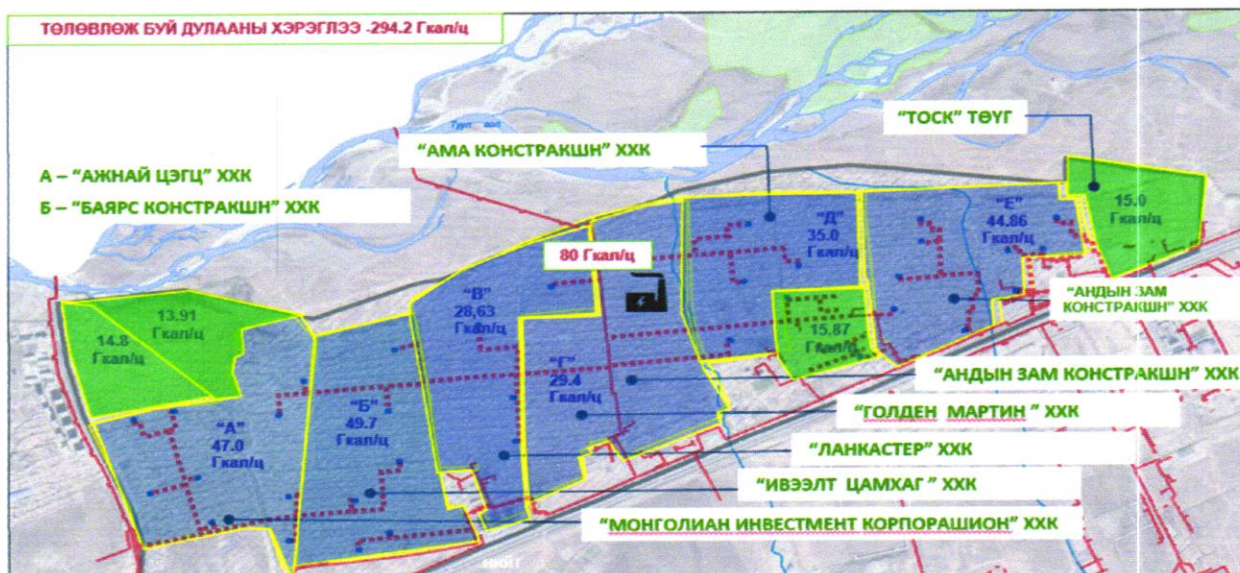 ТӨЛӨВЛӨЖ БУЙ ДУЛААНЫ ХЭРЭГЛЭЭ -294.2 Гкал/ц
Туул гол
"ТОСК" ТӨҮГ
"АМА КОНСТРАКШН" ХХК
А – "АЖНАЙ ЦЭГЦ" ХХК
Б – "БАЯРС КОНСТРАКШН" ХХК
15.0
Гкал/ц
"Е"
44.86
Гкал/ц
"Д"
35.0
Гкал/ц
80 Гкал/ц
"В"
28,63
Гкал/ц
"АНДЫН ЗАМ
КОНСТРАКШН" ХХК
13.91
Гкал/ц
14.8
Гкал/ц
15.87
Гкал/ц
"Г"
29.4
Гкал/ц
"АНДЫН ЗАМ КОНСТРАКШН" ХХК
"Б"
49.7
Гкал/ц
"А"
47.0
Гкал/ц
"ГОЛДЕН МАРТИН" ХХК
"ЛАНКАСТЕР" ХХК
"ИВЭЭЛТ ЦАМХАГ" ХХК
"МОНГОЛИАН ИНВЕСТМЕНТ КОРПОРАШИОН" ХХК